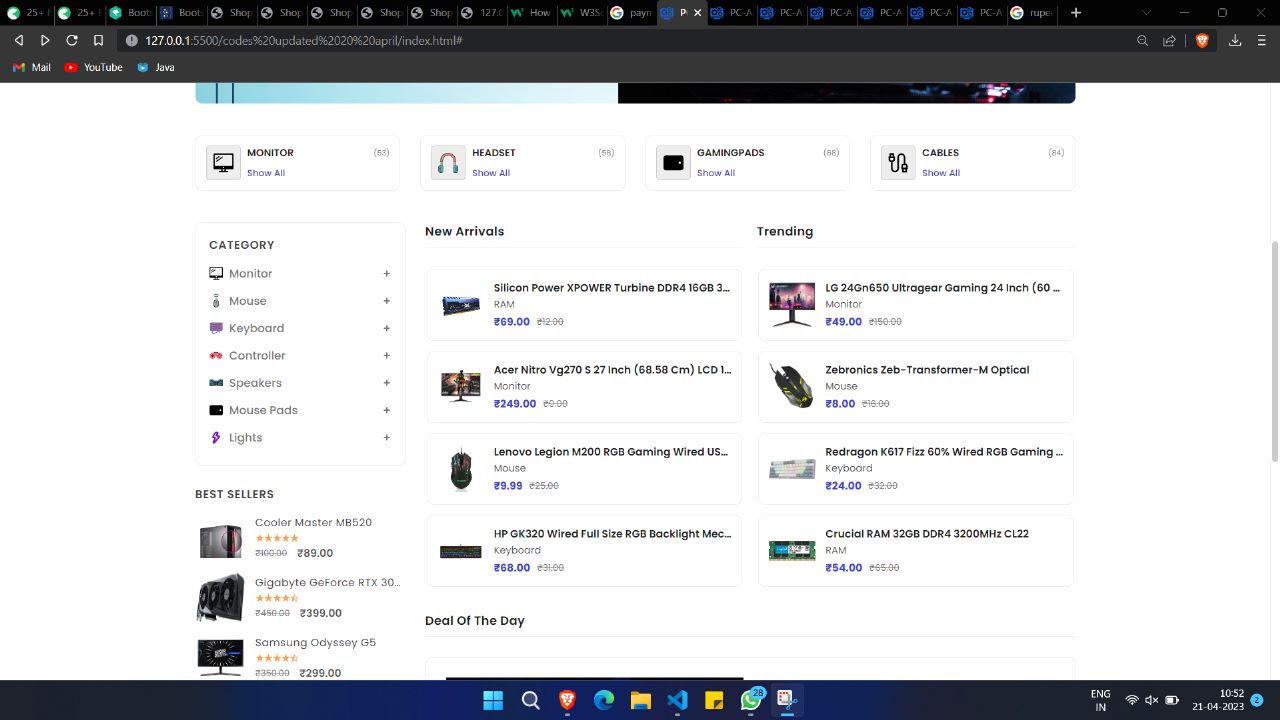 25+ E
25+ E
Boots
Boots
Shop
Shop
Shop
Shop
Shop
127.0
How
W3Sc
paym
PC
PC-A
PC-A
PC-A
PC-A
PC-A
PC-A
ruper
127.0.0.1:5500/codes%20updated%2020%20april/index.html#
Mail YouTube Java
MONITOR (53)
Show All
HEADSET (58)
Show All
GAMINGPADS (68)
Show All
CABLES (84)
Show All
CATEGORY
Monitor +
Mouse +
Keyboard +
Controller +
Speakers +
Mouse Pads +
Lights +
BEST SELLERS
Cooler Master MB520
₹100.00 ₹89.00
Gigabyte GeForce RTX 30...
₹450.00 ₹399.00
Samsung Odyssey G5
₹350.00 ₹299.00
New Arrivals
Silicon Power XPOWER Turbine DDR4 16GB 3...
RAM
₹69.00 ₹12.00
Acer Nitro Vg270 S 27 Inch (68.58 Cm) LCD 1...
Monitor
₹249.00 ₹9.00
Lenovo Legion M200 RGB Gaming Wired US...
Mouse
₹9.99 ₹25.00
HP GK320 Wired Full Size RGB Backlight Mec...
Keyboard
₹68.00 ₹31.00
Trending
LG 24Gn650 Ultragear Gaming 24 Inch (60 ...
Monitor
₹49.00 ₹150.00
Zebronics Zeb-Transformer-M Optical
Mouse
₹8.00 ₹16.00
Redragon K617 Fizz 60% Wired RGB Gaming ...
Keyboard
₹24.00 ₹32.00
Crucial RAM 32GB DDR4 3200MHz CL22
RAM
₹54.00 ₹65.00
Deal Of The Day
28
ENG
IN
10:52
21-04-2023
2